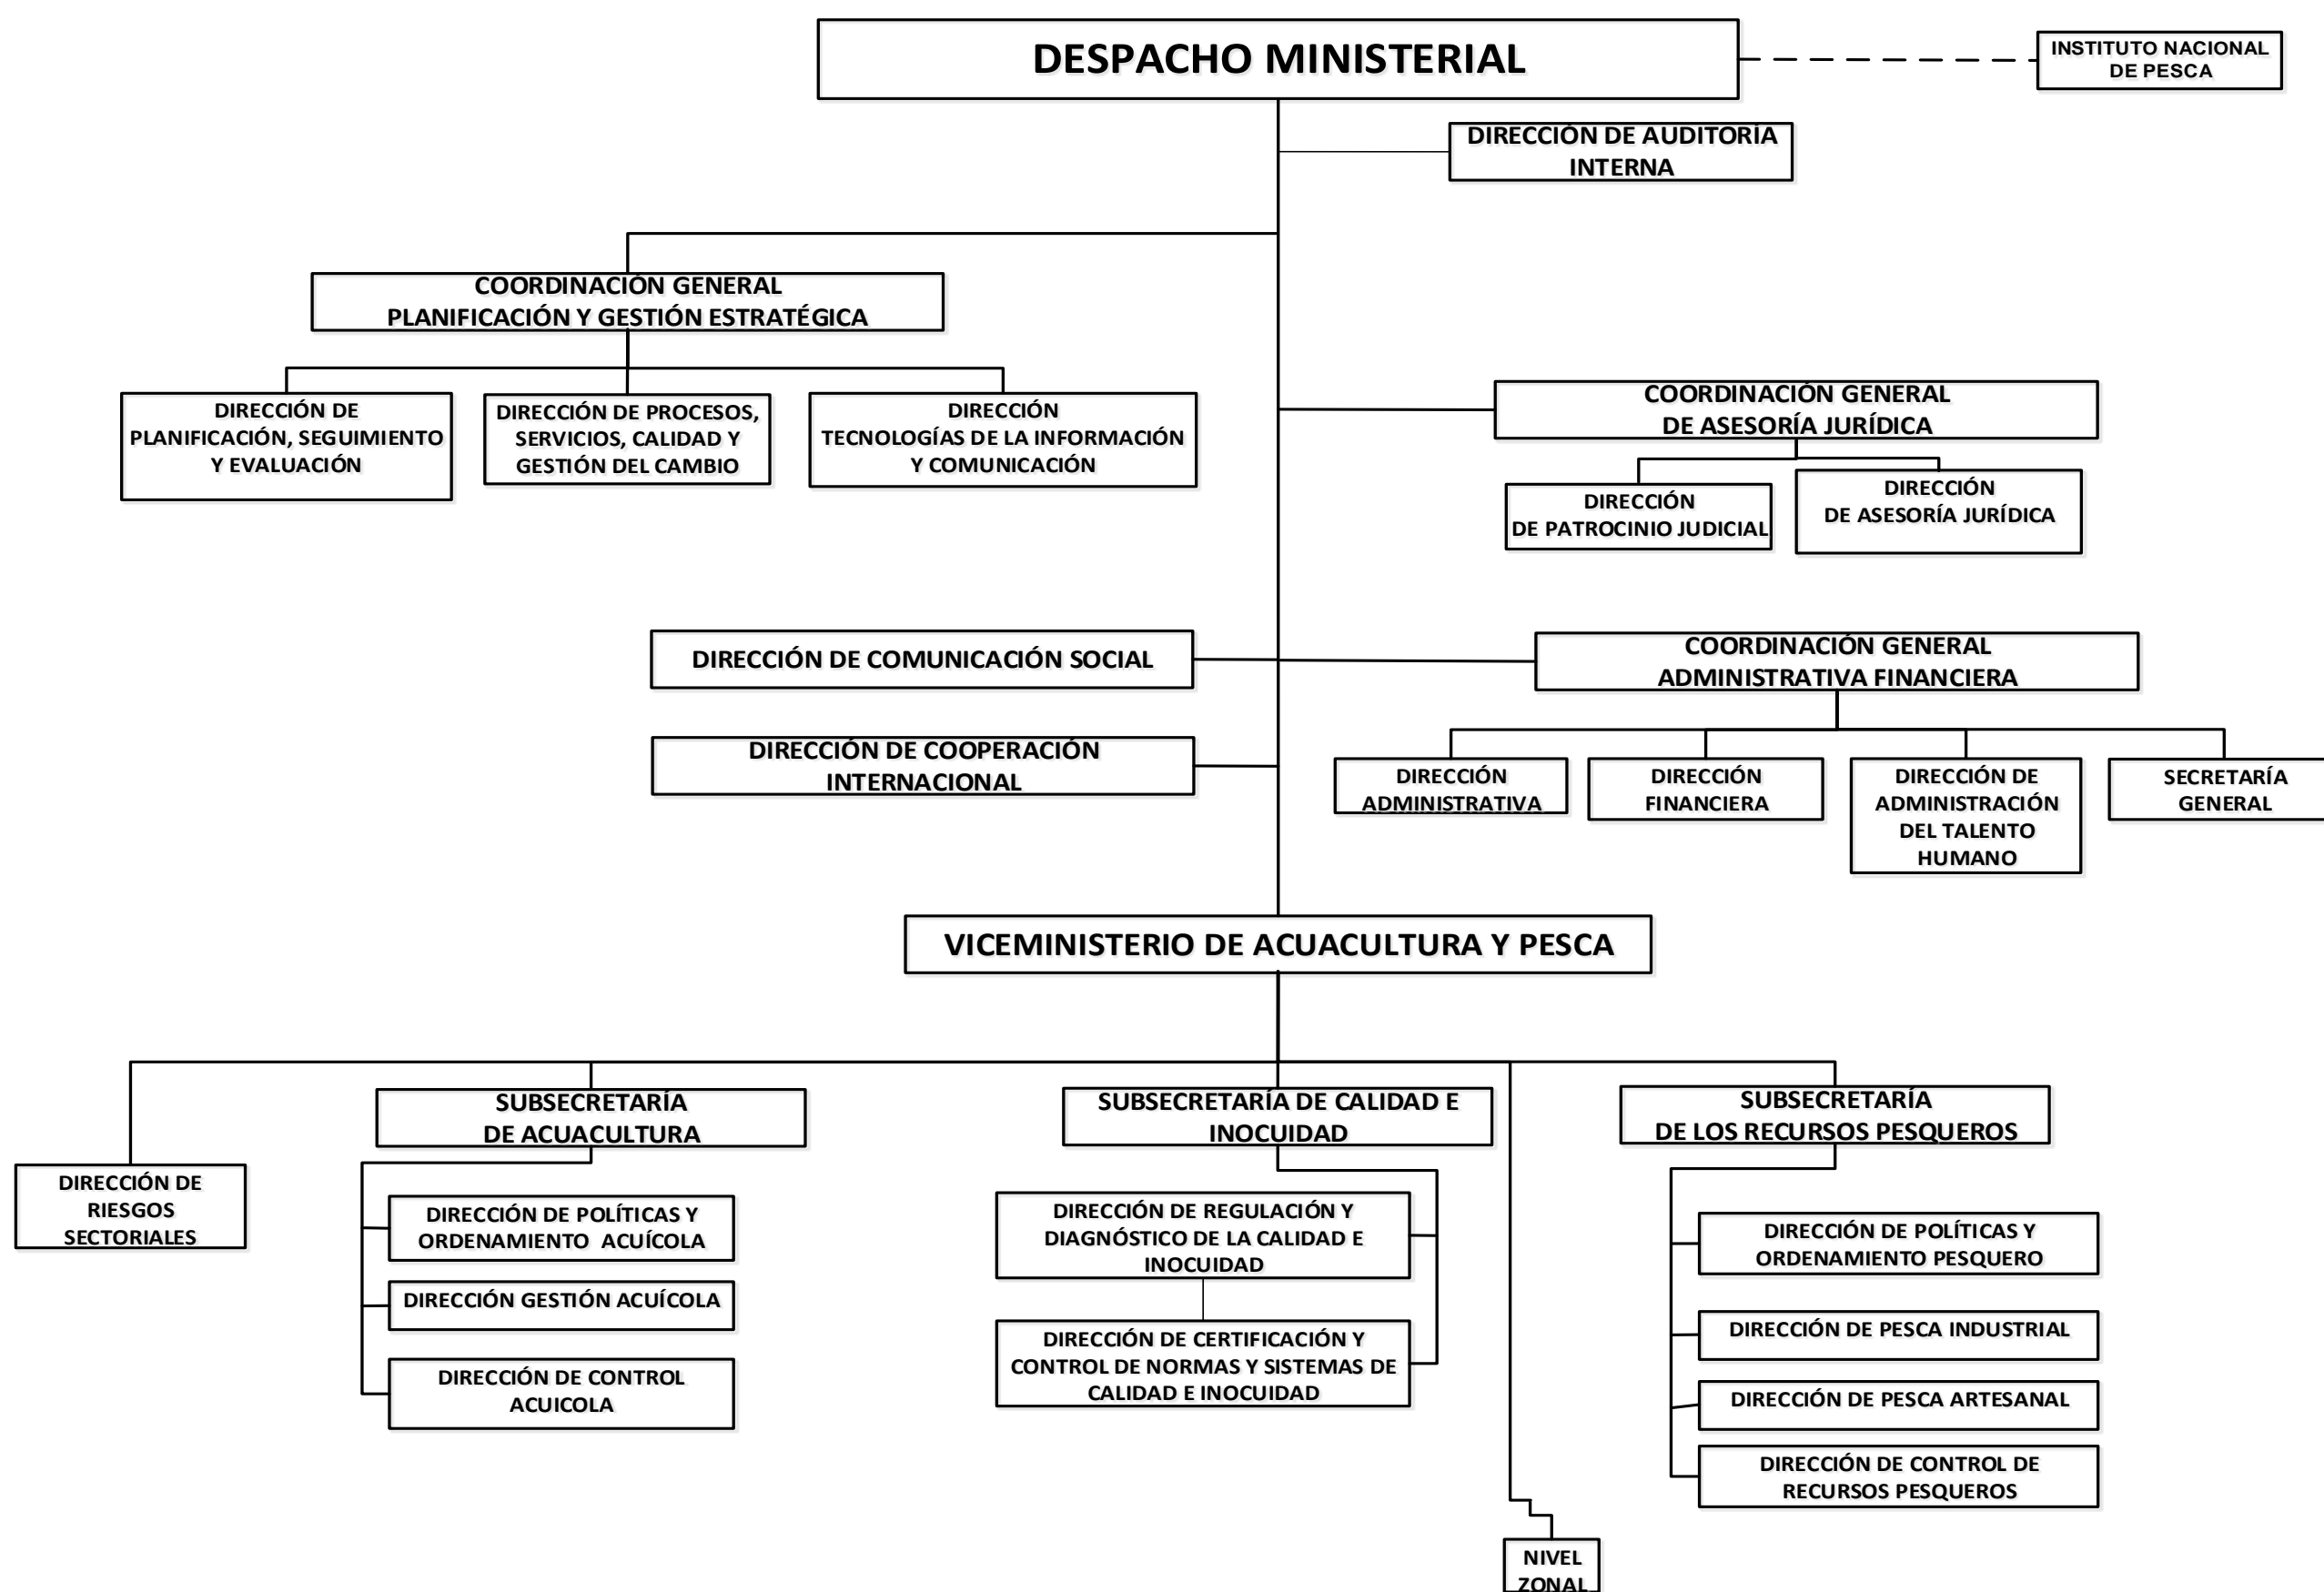 DESPACHO MINISTERIAL
INSTITUTO NACIONAL
DE PESCA
DIRECCIÓN DE AUDITORÍA
INTERNA
COORDINACIÓN GENERAL
PLANIFICACIÓN Y GESTIÓN ESTRATÉGICA
DIRECCIÓN DE
PLANIFICACIÓN, SEGUIMIENTO
Y EVALUACIÓN
DIRECCIÓN DE PROCESOS,
SERVICIOS, CALIDAD Y
GESTIÓN DEL CAMBIO
DIRECCIÓN
TECNOLOGÍAS DE LA INFORMACIÓN
Y COMUNICACIÓN
COORDINACIÓN GENERAL
DE ASESORÍA JURÍDICA
DIRECCIÓN
DE PATROCINIO JUDICIAL
DIRECCIÓN
DE ASESORÍA JURÍDICA
DIRECCIÓN DE COMUNICACIÓN SOCIAL
COORDINACIÓN GENERAL
ADMINISTRATIVA FINANCIERA
DIRECCIÓN DE COOPERACIÓN
INTERNACIONAL
DIRECCIÓN
ADMINISTRATIVA
DIRECCIÓN
FINANCIERA
DIRECCIÓN DE
ADMINISTRACIÓN
DEL TALENTO
HUMANO
SECRETARÍA
GENERAL
VICEMINISTERIO DE ACUACULTURA Y PESCA
DIRECCIÓN DE
RIESGOS
SECTORIALES
SUBSECRETARÍA
DE ACUACULTURA
DIRECCIÓN DE POLÍTICAS Y
ORDENAMIENTO ACUÍCOLA
DIRECCIÓN GESTIÓN ACUÍCOLA
DIRECCIÓN DE CONTROL
ACUICOLA
SUBSECRETARÍA DE CALIDAD E
INOCUIDAD
DIRECCIÓN DE REGULACIÓN Y
DIAGNÓSTICO DE LA CALIDAD E
INOCUIDAD
DIRECCIÓN DE CERTIFICACIÓN Y
CONTROL DE NORMAS Y SISTEMAS DE
CALIDAD E INOCUIDAD
SUBSECRETARÍA
DE LOS RECURSOS PESQUEROS
DIRECCIÓN DE POLÍTICAS Y
ORDENAMIENTO PESQUERO
DIRECCIÓN DE PESCA INDUSTRIAL
DIRECCIÓN DE PESCA ARTESANAL
DIRECCIÓN DE CONTROL DE
RECURSOS PESQUEROS
NIVEL
ZONAL